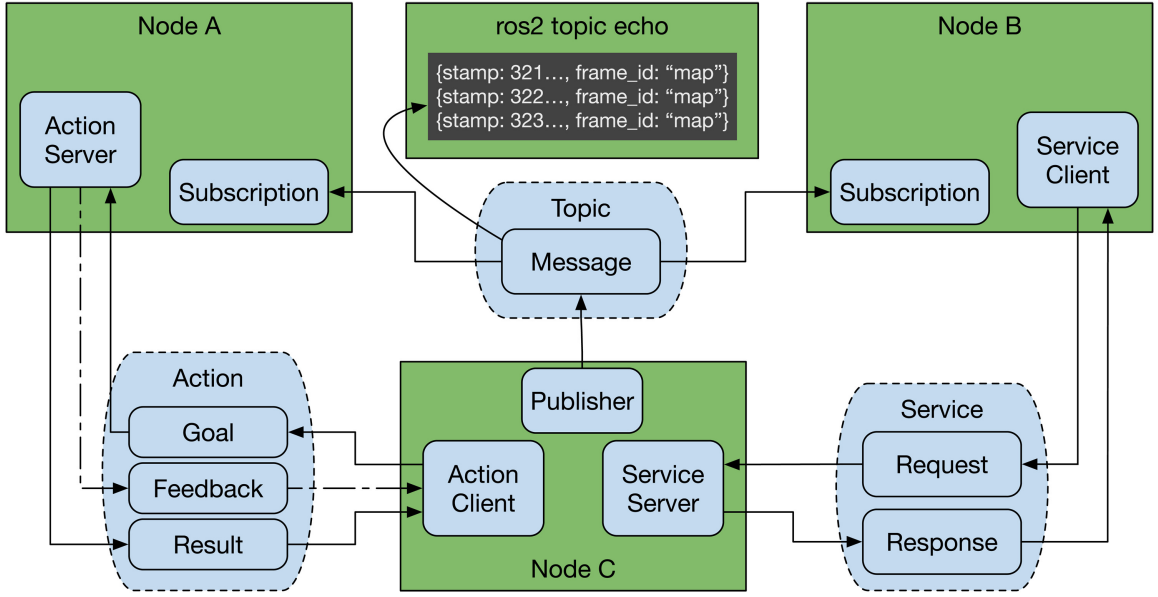 Node A
ros2 topic echo
Node B
{stamp: 321…, frame_id: “map”}
{stamp: 322…, frame_id: “map”}
{stamp: 323…, frame_id: “map”}
Action
Server
Subscription
Topic
Message
Subscription
Service
Client
Action
Goal
Feedback
Result
Publisher
Action
Client
Service
Server
Node C
Service
Request
Response